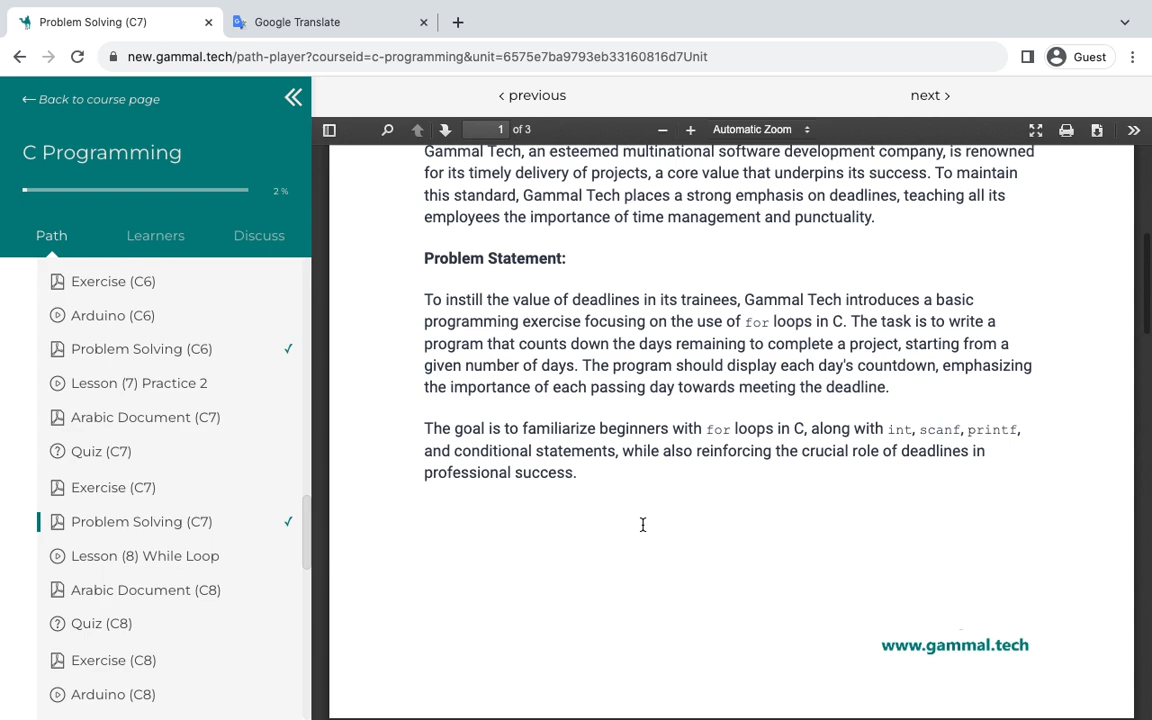 Problem Solving (C7)
Google Translate
new.gammal.tech/path-player?courseid=c-programming&unit=6575e7ba9793eb33160816d7Unit
Guest
Back to course page
C Programming
2 %
Path
Learners
Discuss
Exercise (C6)
Arduino (C6)
Problem Solving (C6)
Lesson (7) Practice 2
Arabic Document (C7)
Quiz (C7)
Exercise (C7)
Problem Solving (C7)
Lesson (8) While Loop
Arabic Document (C8)
Quiz (C8)
Exercise (C8)
Arduino (C8)
‹ previous
next ›
1 of 3
Automatic Zoom
Gammal Tech, an esteemed multinational software development company, is renowned
for its timely delivery of projects, a core value that underpins its success. To maintain
this standard, Gammal Tech places a strong emphasis on deadlines, teaching all its
employees the importance of time management and punctuality.
Problem Statement:
To instill the value of deadlines in its trainees, Gammal Tech introduces a basic
programming exercise focusing on the use of for loops in C. The task is to write a
program that counts down the days remaining to complete a project, starting from a
given number of days. The program should display each day's countdown, emphasizing
the importance of each passing day towards meeting the deadline.
The goal is to familiarize beginners with for loops in C, along with int, scanf, printf,
and conditional statements, while also reinforcing the crucial role of deadlines in
professional success.
www.gammal.tech